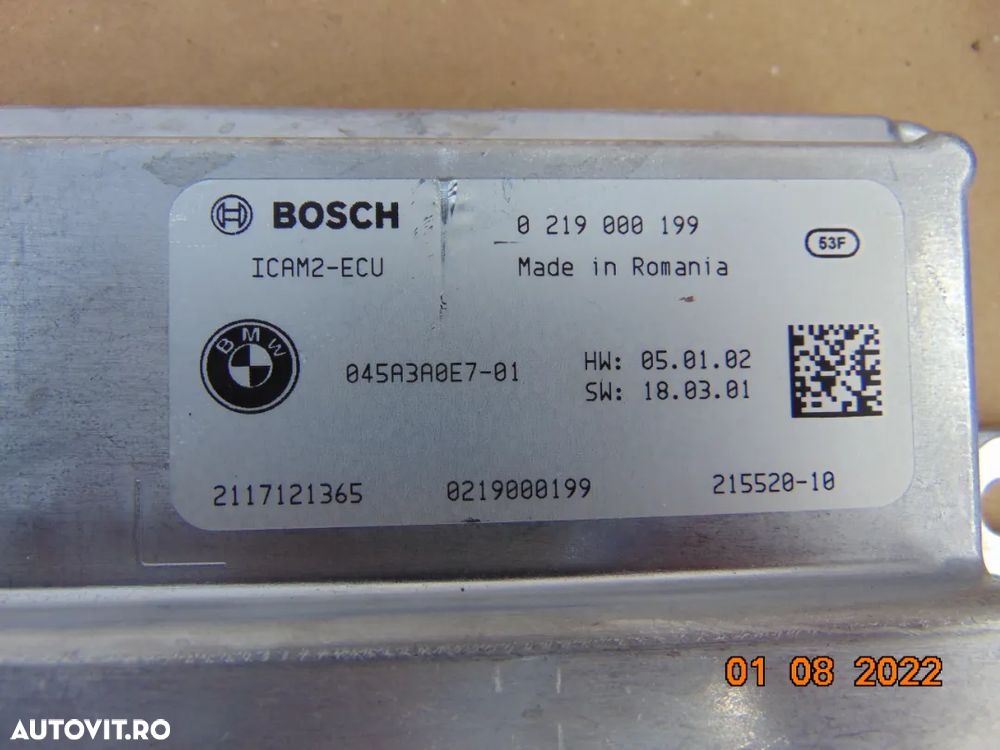 BOSCH 0 219 000 199
53F
ICAM2-ECU Made in Romania
BMW
045A3A0E7-01 HW: 05.01.02
SW: 18.03.01
2117121365 0219000199 215520-10
01 08 2022
AUTOVIT.RO